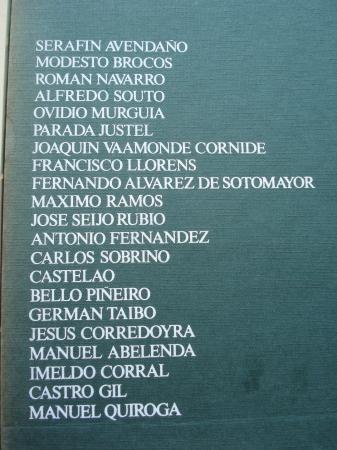 SERAFIN AVENDAÑO
MODESTO BROCOS
ROMAN NAVARRO
ALFREDO SOUTO
OVIDIO MURGUIA
PARADA JUSTEL
JOAQUIN VAAMONDE CORNIDE
FRANCISCO LLORENS
FERNANDO ALVAREZ DE SOTOMAYOR
MAXIMO RAMOS
JOSE SEIJO RUBIO
ANTONIO FERNANDEZ
CARLOS SOBRINO
CASTELAO
BELLO PIÑEIRO
GERMAN TAIBO
JESUS CORREDOYRA
MANUEL ABELENDA
IMELDO CORRAL
CASTRO GIL
MANUEL QUIROGA